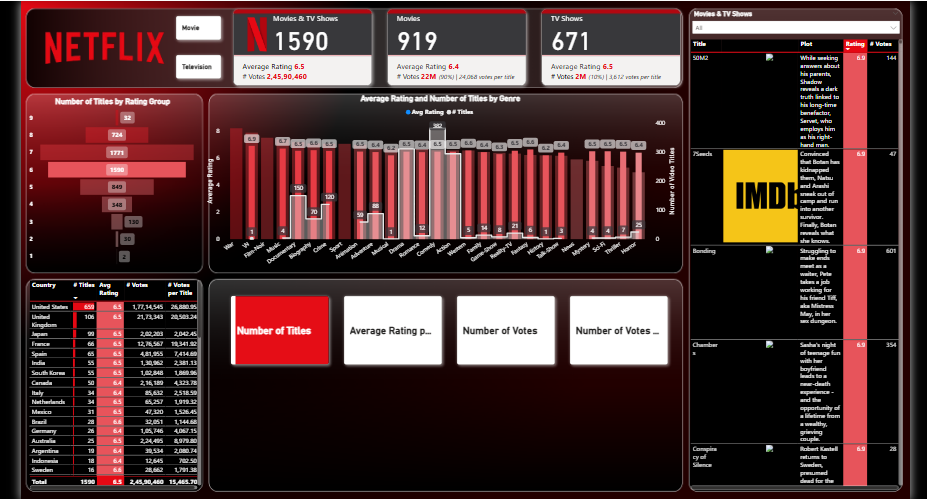 NETFLIX
Movie
Television
Movies & TV Shows
1590
Average Rating 6.5
# Votes 2,45,90,460
Movies
919
Average Rating 6.4
# Votes 22M (90%) | 24,068 votes per title
TV Shows
671
Average Rating 6.5
# Votes 2M (10%) | 3,612 votes per title
Number of Titles by Rating Group
9 32
8 724
7 1771
6 1590
5 849
4 348
3 130
2 30
1 2
Average Rating and Number of Titles by Genre
Avg Rating # Titles
Average Rating
Number of Video Titles
8
6
4
2
0
400
300
200
100
0
6.9 6.7 6.5 6.6 6.5 6.5 6.4 6.5 6.4 6.5 6.4 6.5 6.5 6.4 6.5 6.3 6.5 6.4 6.6 6.2 6.4 6.5 6.5 6.5 6.4
1 4 150 70 120 59 88 1 12 382 5 14 8 21 6 1 3 4 4 7 25
War
\N
Film-Noir
Music
Documentary
Biography
Crime
Sport
Animation
Adventure
Musical
Drama
Romance
Comedy
Action
Western
Family
Game-Show
Reality-TV
Fantasy
History
Talk-Show
News
Mystery
Sci-Fi
Thriller
Horror
Country # Titles Avg Rating # Votes # Votes per Title
United States 659 6.5 1,77,14,545 26,880.95
United Kingdom 106 6.5 21,73,343 20,503.24
Japan 99 6.5 2,02,203 2,042.45
France 66 6.5 12,76,567 19,341.92
Spain 65 6.5 4,81,955 7,414.69
India 55 6.5 1,30,962 2,381.13
South Korea 55 6.5 1,02,848 1,869.96
Canada 50 6.4 2,16,189 4,323.78
Italy 34 6.4 85,632 2,518.59
Netherlands 34 6.5 65,257 1,919.32
Mexico 31 6.5 47,320 1,526.45
Brazil 28 6.6 32,051 1,144.68
Germany 26 6.4 1,05,746 4,067.15
Australia 25 6.5 2,24,495 8,979.80
Argentina 19 6.4 39,534 2,080.74
Indonesia 18 6.4 12,645 702.50
Sweden 16 6.6 28,662 1,791.38
Total 1590 6.5 2,45,90,460 15,465.70
Number of Titles
Average Rating p...
Number of Votes
Number of Votes ...
Movies & TV Shows
All
Title Plot Rating # Votes
50M2 6.9 144
While seeking
answers about
his parents,
Shadow
reveals a dark
truth linked to
his long-time
benefactor,
Servet, who
employs him
as his right-
hand man.
7Seeds 6.9 47
IMDb
Convinced
that Botan has
kidnapped
them, Natsu
and Arashi
sneak out of
camp and run
into another
survivor.
Finally, Botan
reveals what
she knows.
Bonding 6.9 601
Struggling to
make ends
meet as a
waiter, Pete
takes a job
working for
his friend Tiff,
aka Mistress
May, in her
sex dungeon.
Chambers 6.9 354
Sasha's night
of teenage fun
with her
boyfriend
leads to a
near-death
experience -
and the
opportunity of
a lifetime from
a wealthy,
grieving
couple.
Conspiracy of Silence 6.9 28
Robert Kastell
returns to
Sweden,
presumed
dead for the